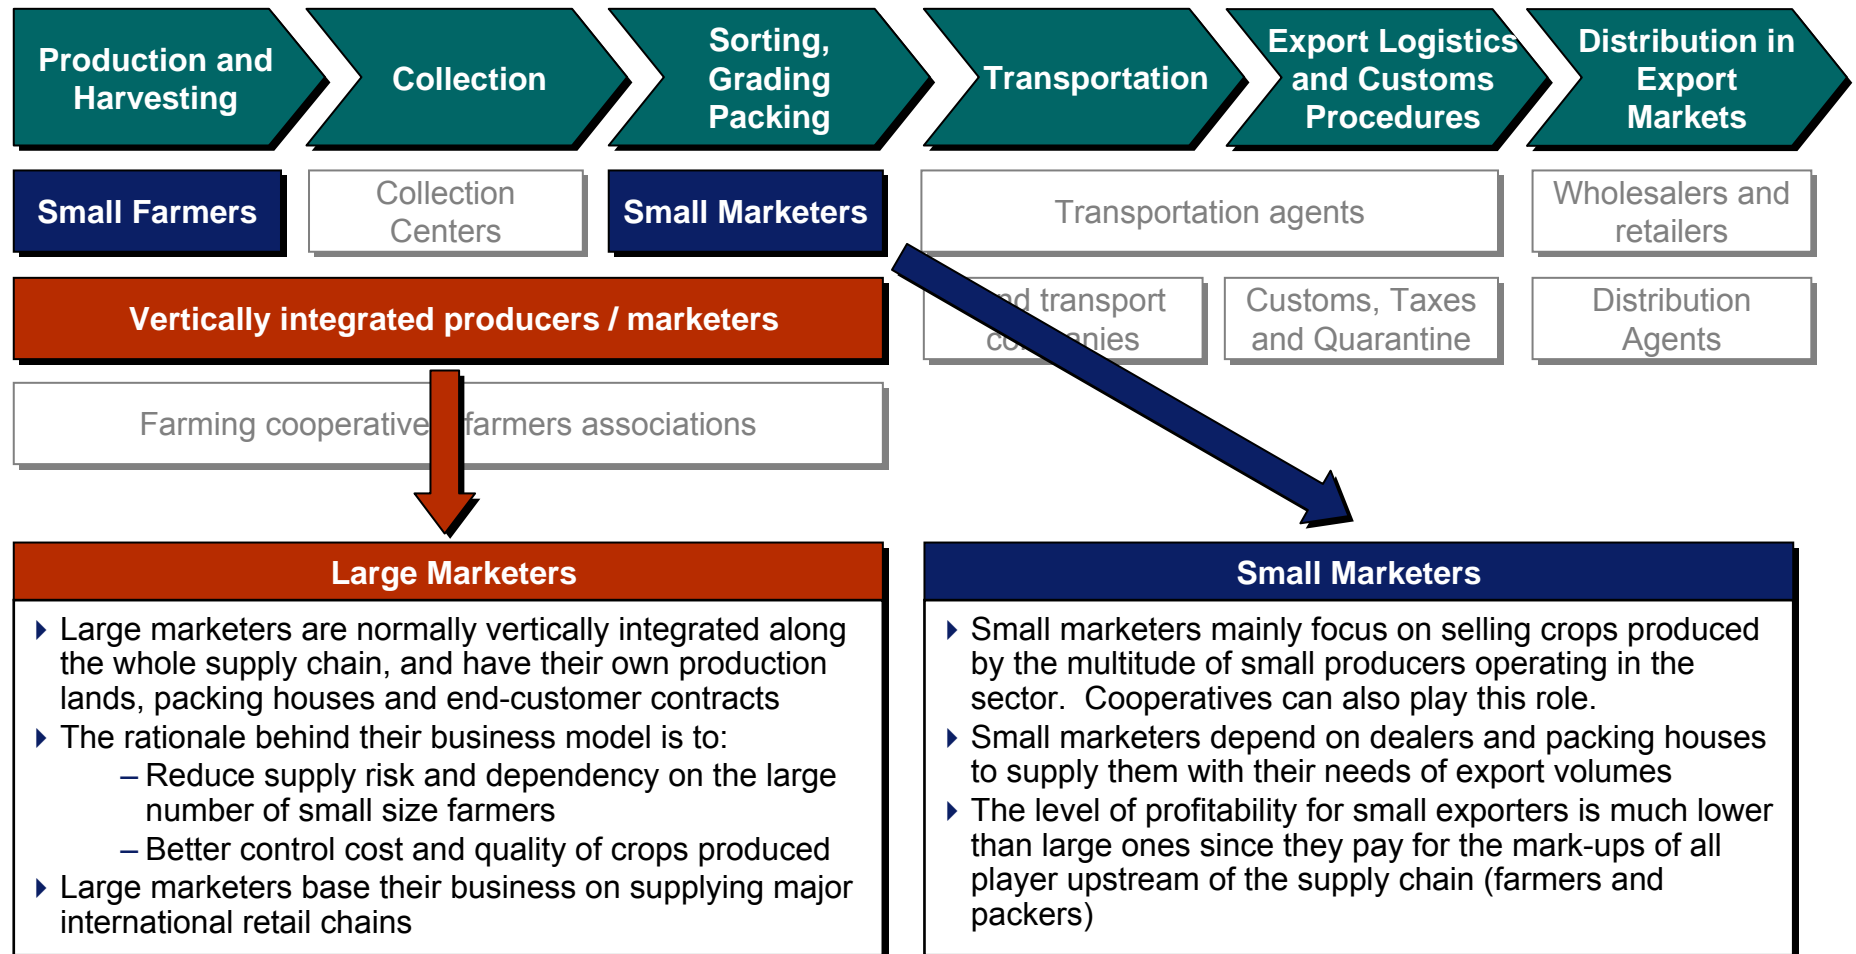 Production and
Harvesting
Collection
Sorting,
Grading
Packing
Transportation
Export Logistics
and Customs
Procedures
Distribution in
Export
Markets
Small Farmers
Collection
Centers
Small Marketers
Transportation agents
Wholesalers and
retailers
Vertically integrated producers / marketers
transport
Customs, Taxes
and Quarantine
Distribution
Agents
Farming cooperative farmers associations
Large Marketers
Large marketers are normally vertically integrated along
the whole supply chain, and have their own production
lands, packing houses and end-customer contracts
The rationale behind their business model is to:
– Reduce supply risk and dependency on the large
number of small size farmers
– Better control cost and quality of crops produced
Large marketers base their business on supplying major
international retail chains
Small Marketers
Small marketers mainly focus on selling crops produced
by the multitude of small producers operating in the
sector. Cooperatives can also play this role.
Small marketers depend on dealers and packing houses
to supply them with their needs of export volumes
The level of profitability for small exporters is much lower
than large ones since they pay for the mark-ups of all
player upstream of the supply chain (farmers and
packers)